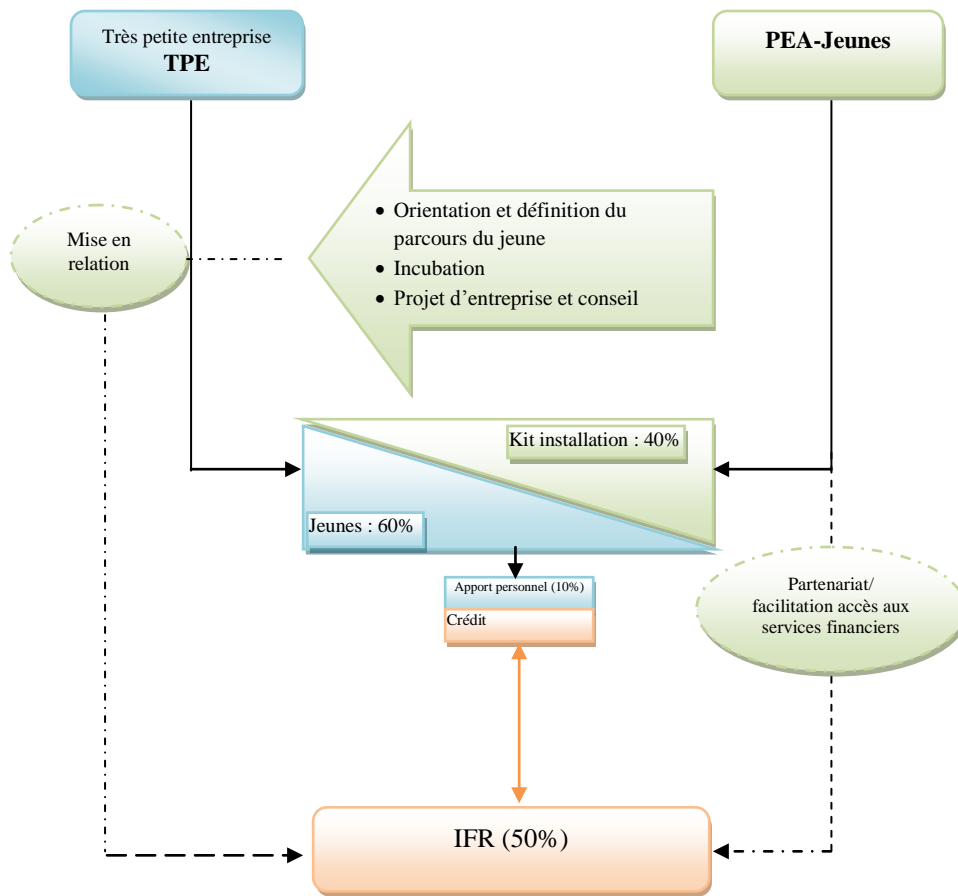 Très petite entreprise
TPE
PEA-Jeunes
• Orientation et définition du
parcours du jeune
• Incubation
• Projet d’entreprise et conseil
Mise en
relation
Kit installation : 40%
Jeunes : 60%
Apport personnel (10%)
Crédit
Partenariat/
facilitation accès aux
services financiers
IFR (50%)